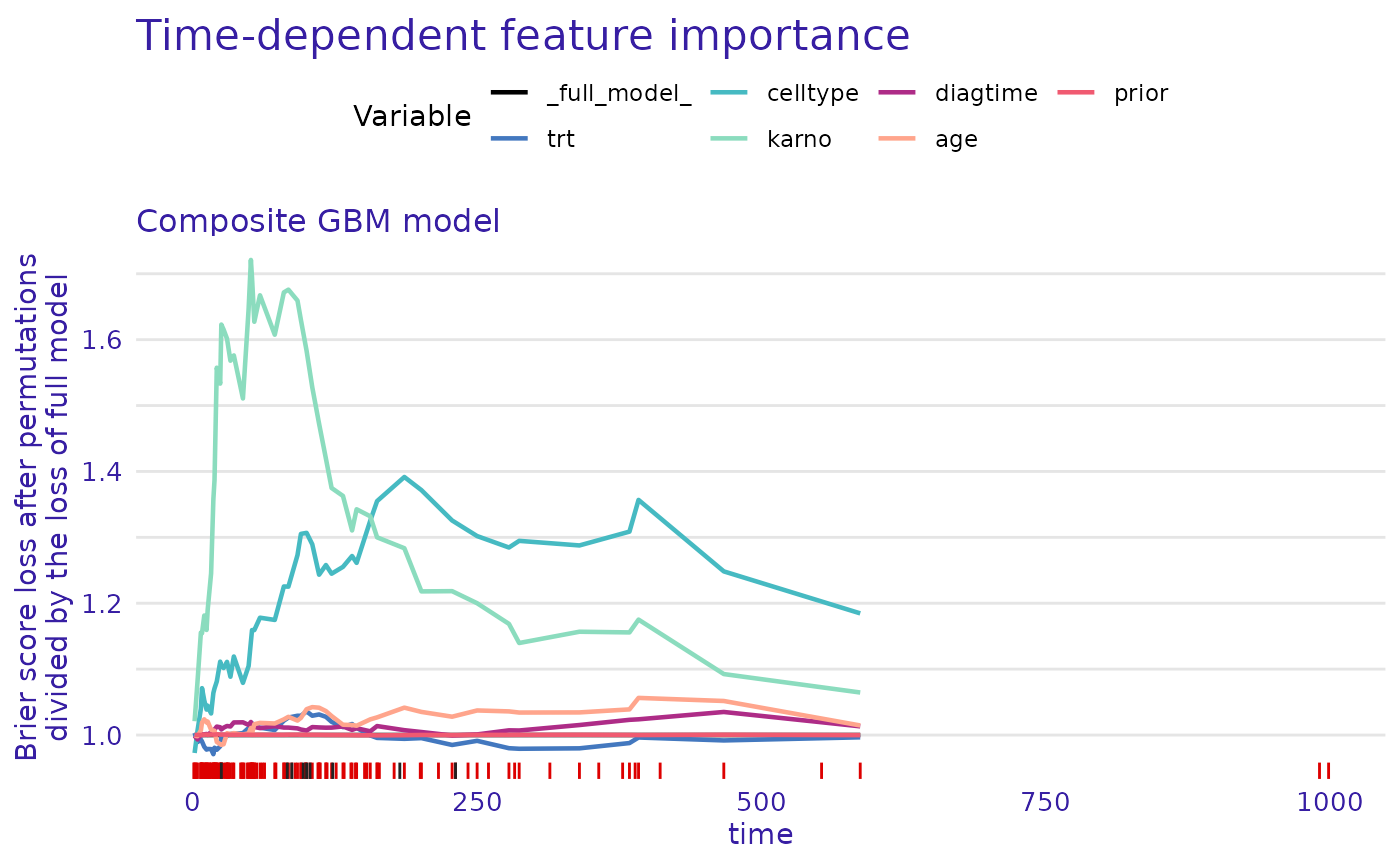 Time-dependent feature importance
Variable
_full_model_ celltype diagtime prior
trt karno age
Composite GBM model
Brier score loss after permutations
divided by the loss of full model
1.6
1.4
1.2
1.0
0 250 500 750 1000
time